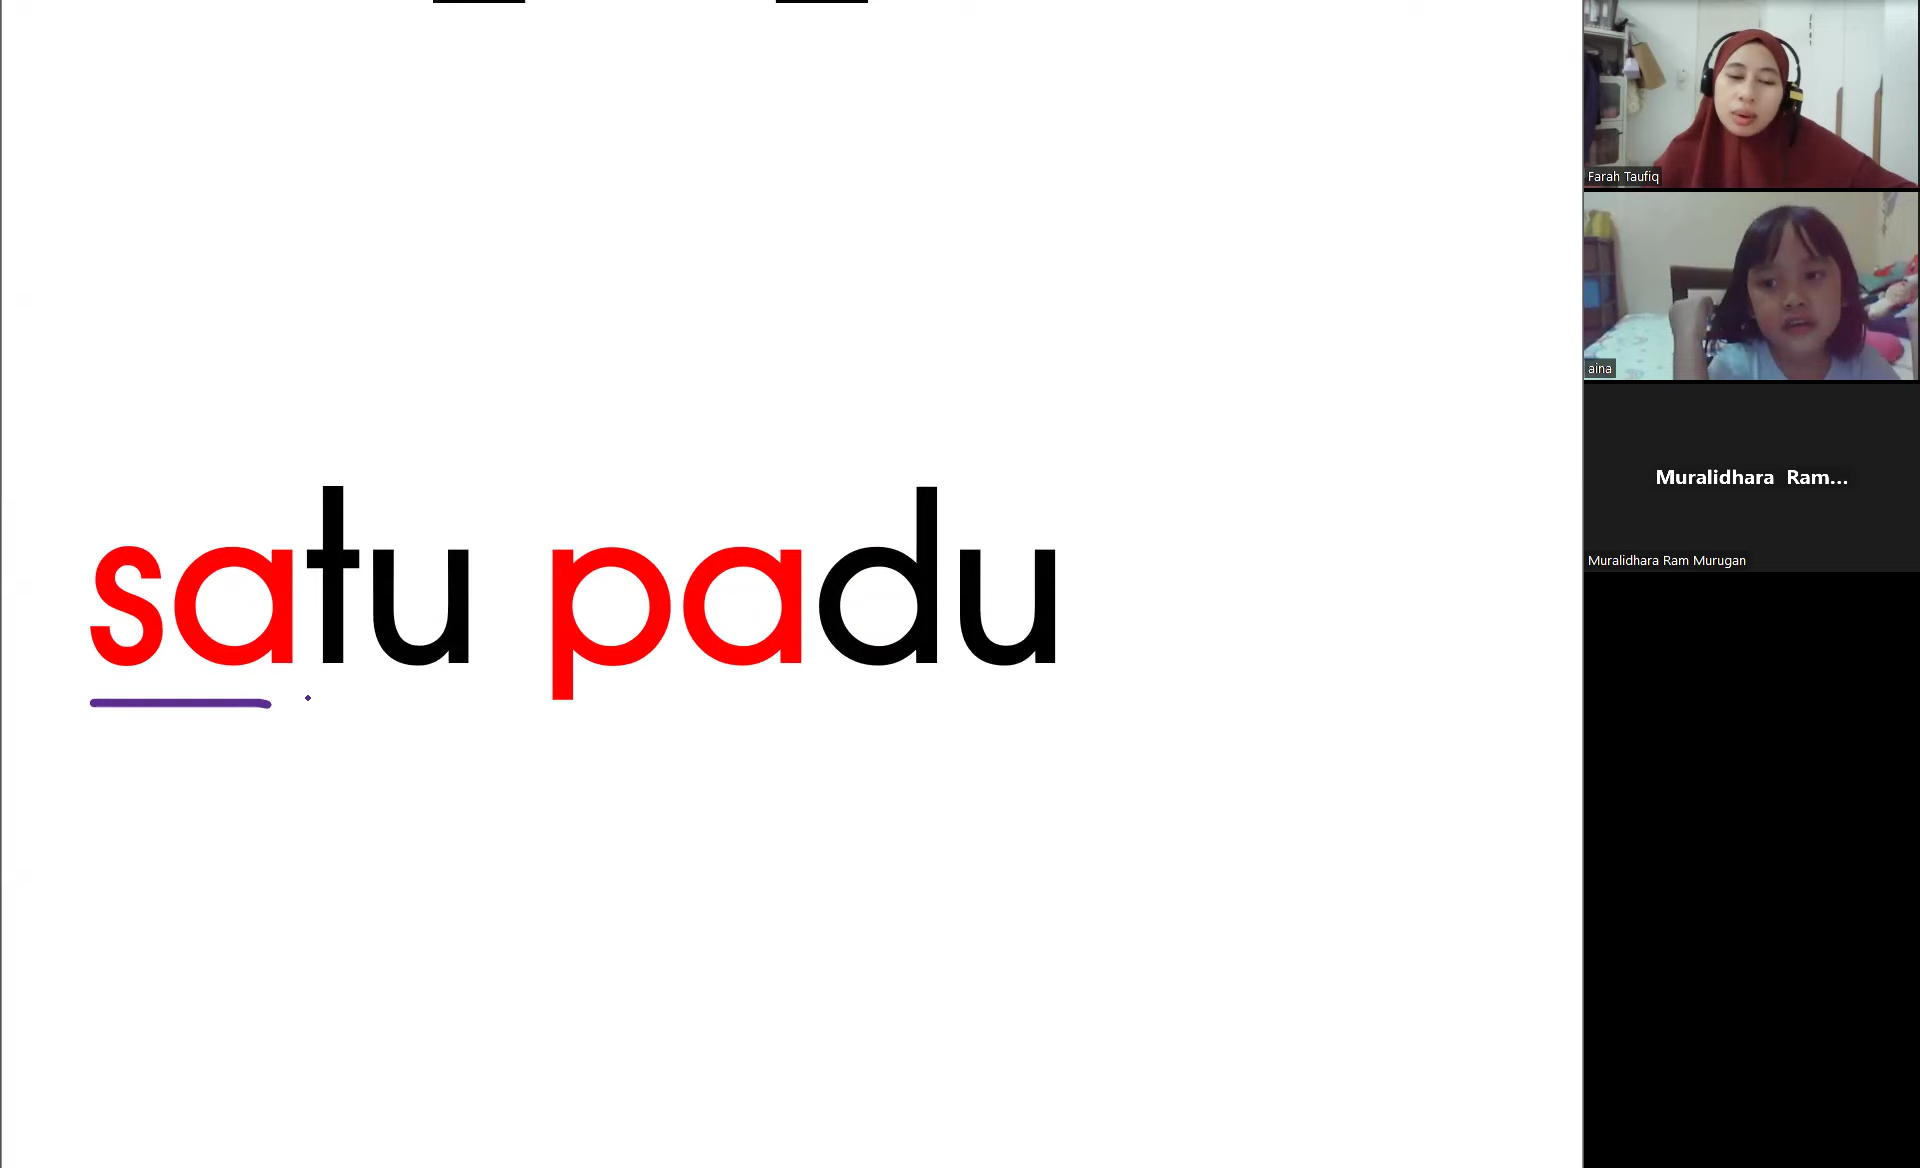 satu padu
Farah Taufiq
aina
Muralidhara Ram...
Muralidhara Ram Murugan